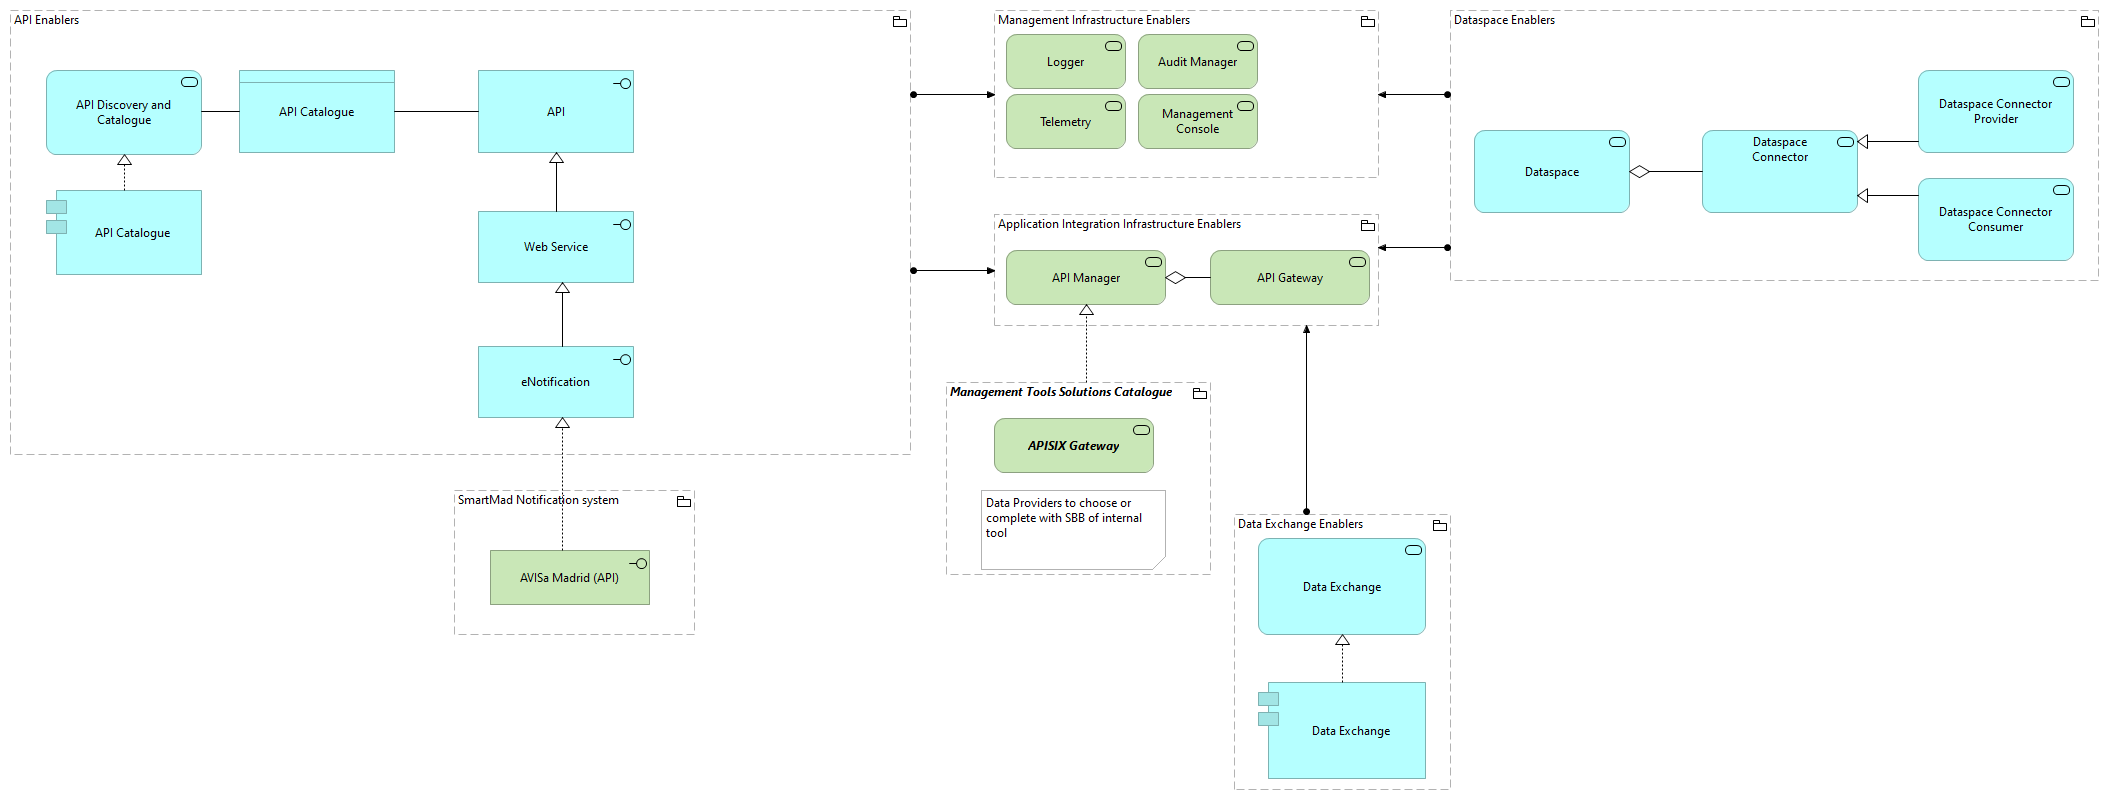 API Enablers
API Discovery and
Catalogue
API Catalogue
API
API Catalogue
Web Service
eNotification
SmartMad Notification system
AVISa Madrid (API)
Management Infrastructure Enablers
Logger
Audit Manager
Telemetry
Management
Console
Application Integration Infrastructure Enablers
API Manager
API Gateway
Management Tools Solutions Catalogue
APISIX Gateway
Data Providers to choose or
complete with SBB of internal
tool
Data Exchange Enablers
Data Exchange
Data Exchange
Dataspace Enablers
Dataspace
Dataspace
Connector
Dataspace Connector
Provider
Dataspace Connector
Consumer